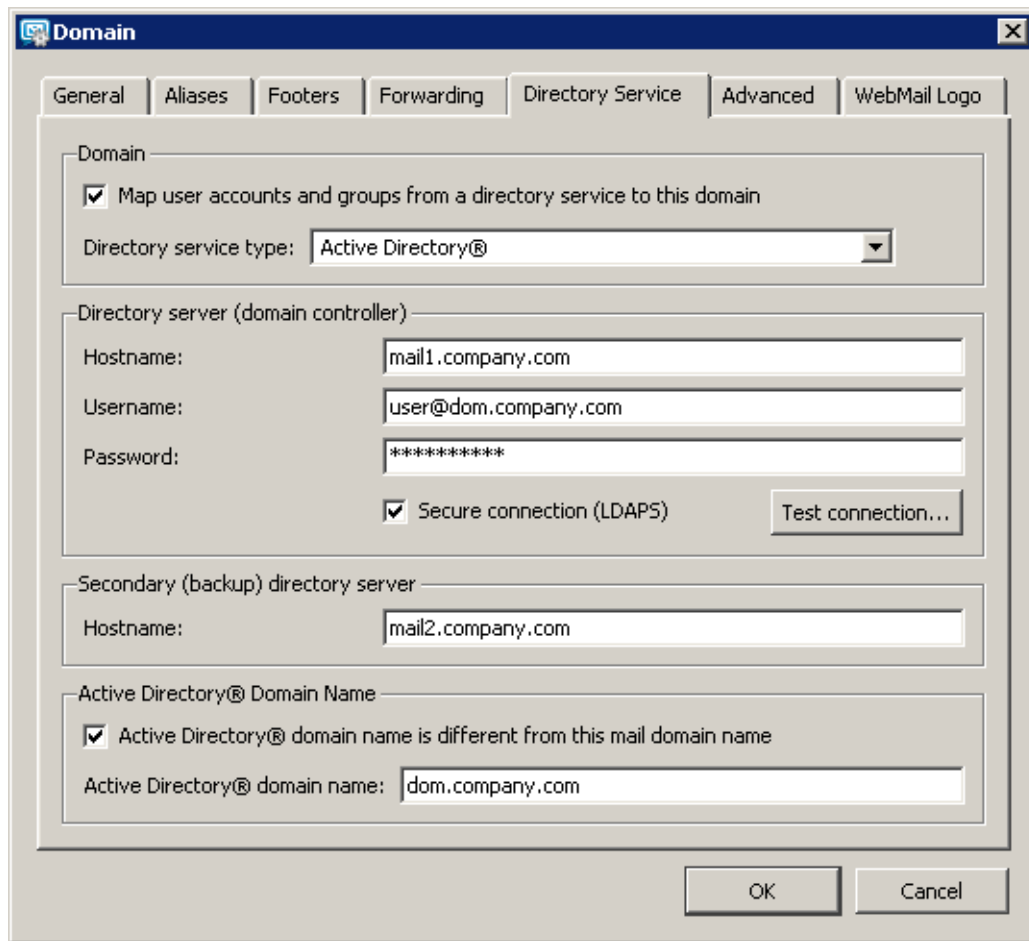 Domain
General Aliases Footers Forwarding Directory Service Advanced WebMail Logo
Domain
Map user accounts and groups from a directory service to this domain
Directory service type: Active Directory®
Directory server (domain controller)
Hostname: mail1.company.com
Username: user@dom.company.com
Password: **********
Secure connection (LDAPS) Test connection...
Secondary (backup) directory server
Hostname: mail2.company.com
Active Directory® Domain Name
Active Directory® domain name is different from this mail domain name
Active Directory® domain name: dom.company.com
OK Cancel